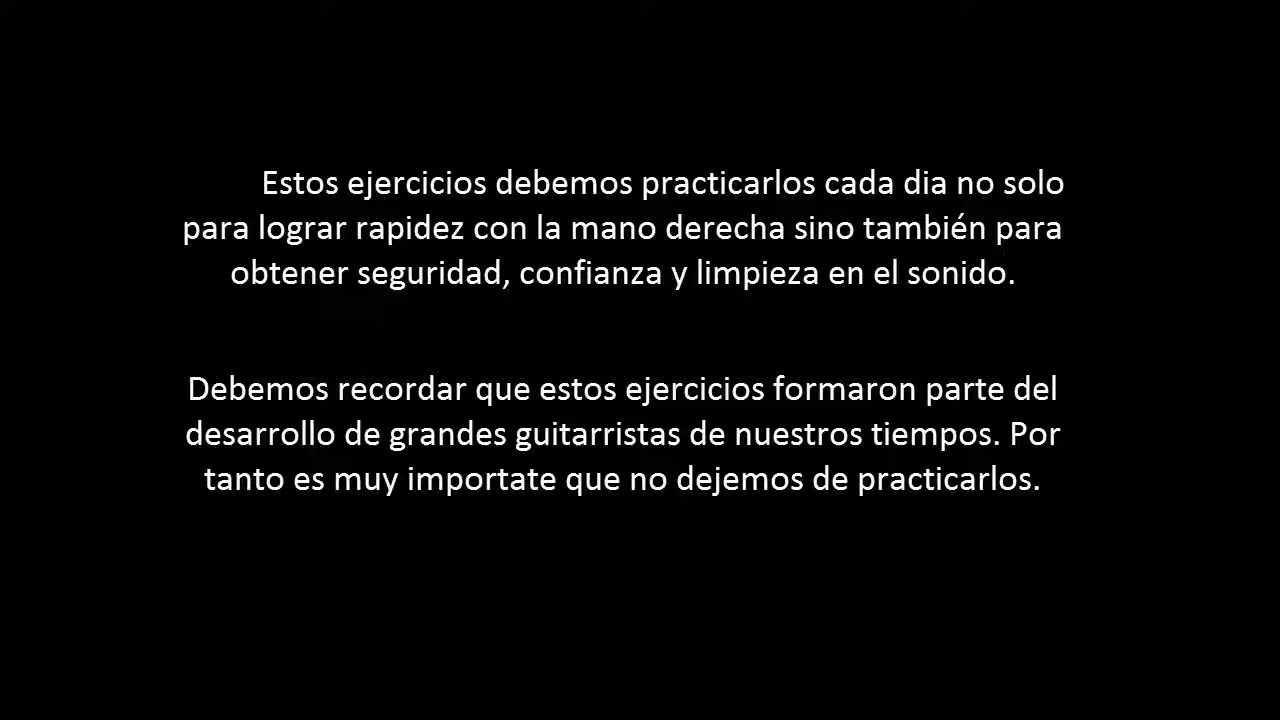 Estos ejercicios debemos practicarlos cada dia no solo
para lograr rapidez con la mano derecha sino también para
obtener seguridad, confianza y limpieza en el sonido.
Debemos recordar que estos ejercicios formaron parte del
desarrollo de grandes guitarristas de nuestros tiempos. Por
tanto es muy importate que no dejemos de practicarlos.